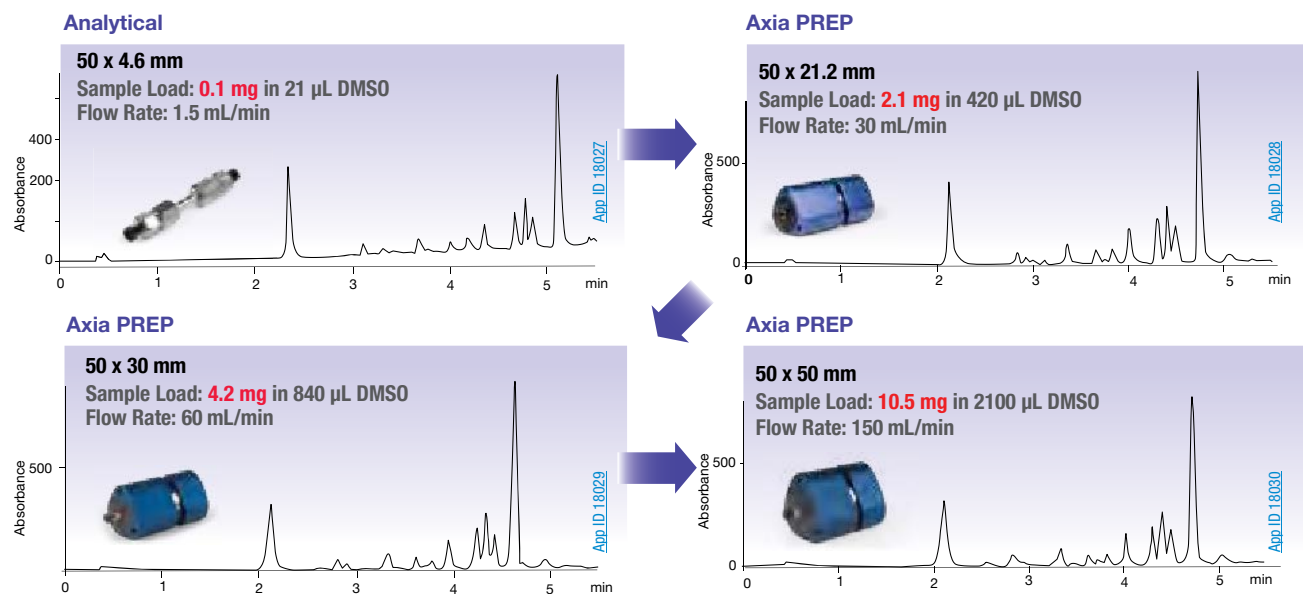 Analytical
50 x 4.6 mm
Sample Load: 0.1 mg in 21 µL DMSO
Flow Rate: 1.5 mL/min
400
200
0
Absorbance
App ID 18027
0 1 2 3 4 5 min
Axia PREP
50 x 21.2 mm
Sample Load: 2.1 mg in 420 µL DMSO
Flow Rate: 30 mL/min
500
0
Absorbance
App ID 18028
0 1 2 3 4 5 min
Axia PREP
50 x 30 mm
Sample Load: 4.2 mg in 840 µL DMSO
Flow Rate: 60 mL/min
500
Absorbance
App ID 18029
0 1 2 3 4 5 min
Axia PREP
50 x 50 mm
Sample Load: 10.5 mg in 2100 µL DMSO
Flow Rate: 150 mL/min
500
0
Absorbance
App ID 18030
0 1 2 3 4 5 min